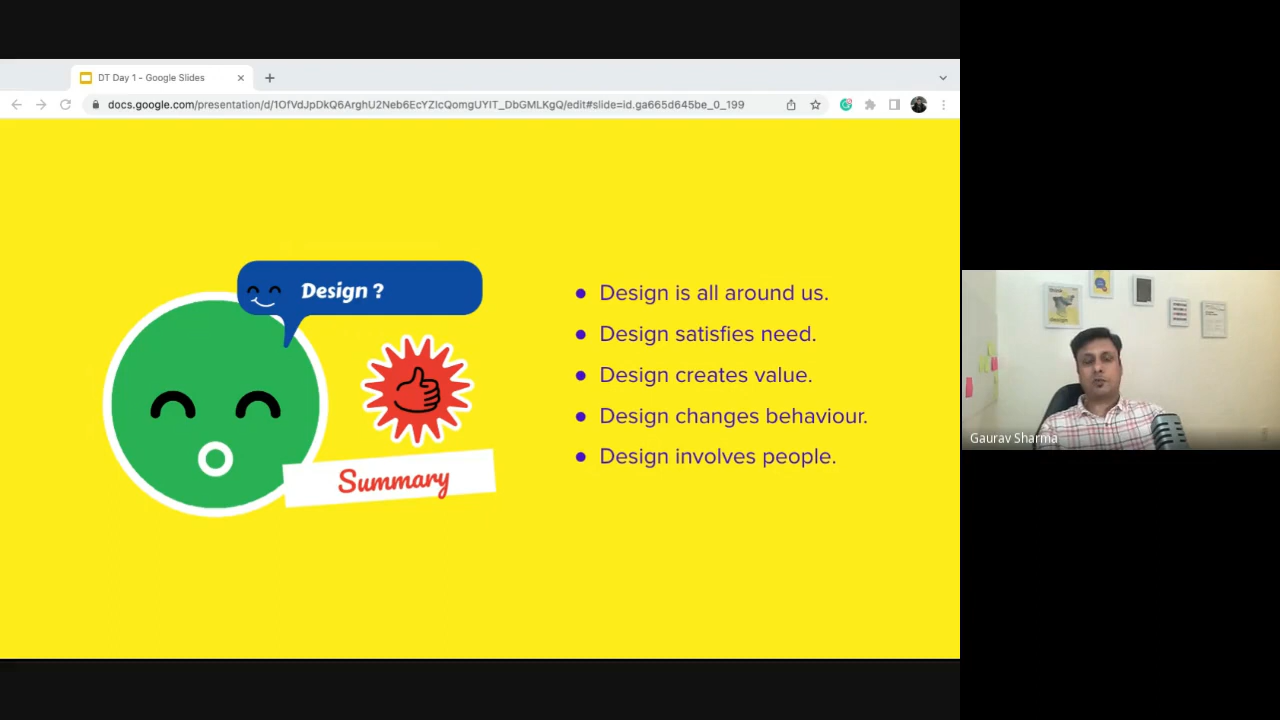 DT Day 1 - Google Slides
docs.google.com/presentation/d/1OfVdJpDkQ6ArghU2Neb6EcYZIcQomgUYIT_DbGMLKgQ/edit#slide=id.ga665d645be_0_199
Design ?
Summary
Design is all around us.
Design satisfies need.
Design creates value.
Design changes behaviour.
Design involves people.
Gaurav Sharma